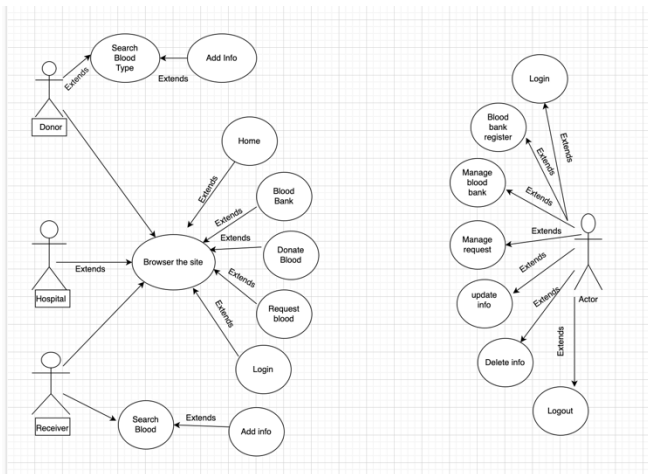 Search
Blood
Type
Add Info
Extends
Extends
Donor
Home
Extends
Blood
Bank
Extends
Extends
Donate
Blood
Browser the site
Hospital
Extends
Extends
Request
blood
Extends
Login
Receiver
Search
Blood
Extends
Add info
Login
Extends
Blood
bank
register
Extends
Manage
blood
bank
Extends
Manage
request
Extends
Actor
update
info
Extends
Extends
Delete info
Extends
Logout